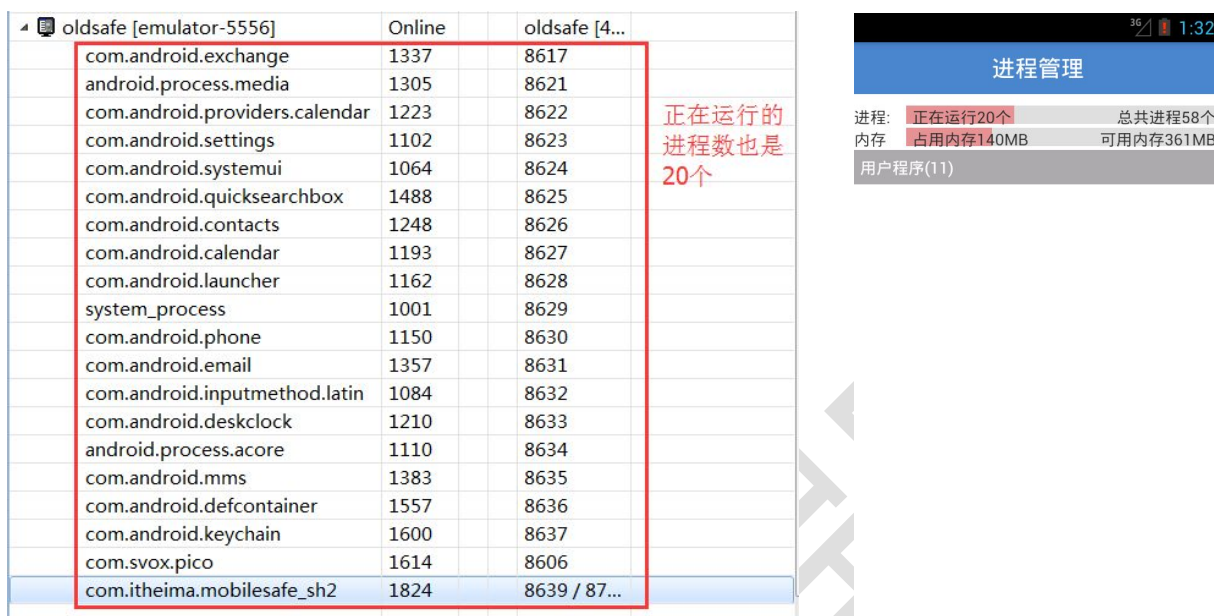 oldsafe [emulator-5556] Online oldsafe [4...
com.android.exchange 1337 8617
android.process.media 1305 8621
com.android.providers.calendar 1223 8622
com.android.settings 1102 8623
com.android.systemui 1064 8624
com.android.quicksearchbox 1488 8625
com.android.contacts 1248 8626
com.android.calendar 1193 8627
com.android.launcher 1162 8628
system_process 1001 8629
com.android.phone 1150 8630
com.android.email 1357 8631
com.android.inputmethod.latin 1084 8632
com.android.deskclock 1210 8633
android.process.acore 1110 8634
com.android.mms 1383 8635
com.android.defcontainer 1557 8636
com.android.keychain 1600 8637
com.svox.pico 1614 8606
com.itheima.mobilesafe_sh2 1824 8639 / 87...
正在运行的
进程数也是
20个
3G 1:32
进程管理
进程: 正在运行20个 总共进程58个
内存 占用内存140MB 可用内存361MB
用户程序(11)